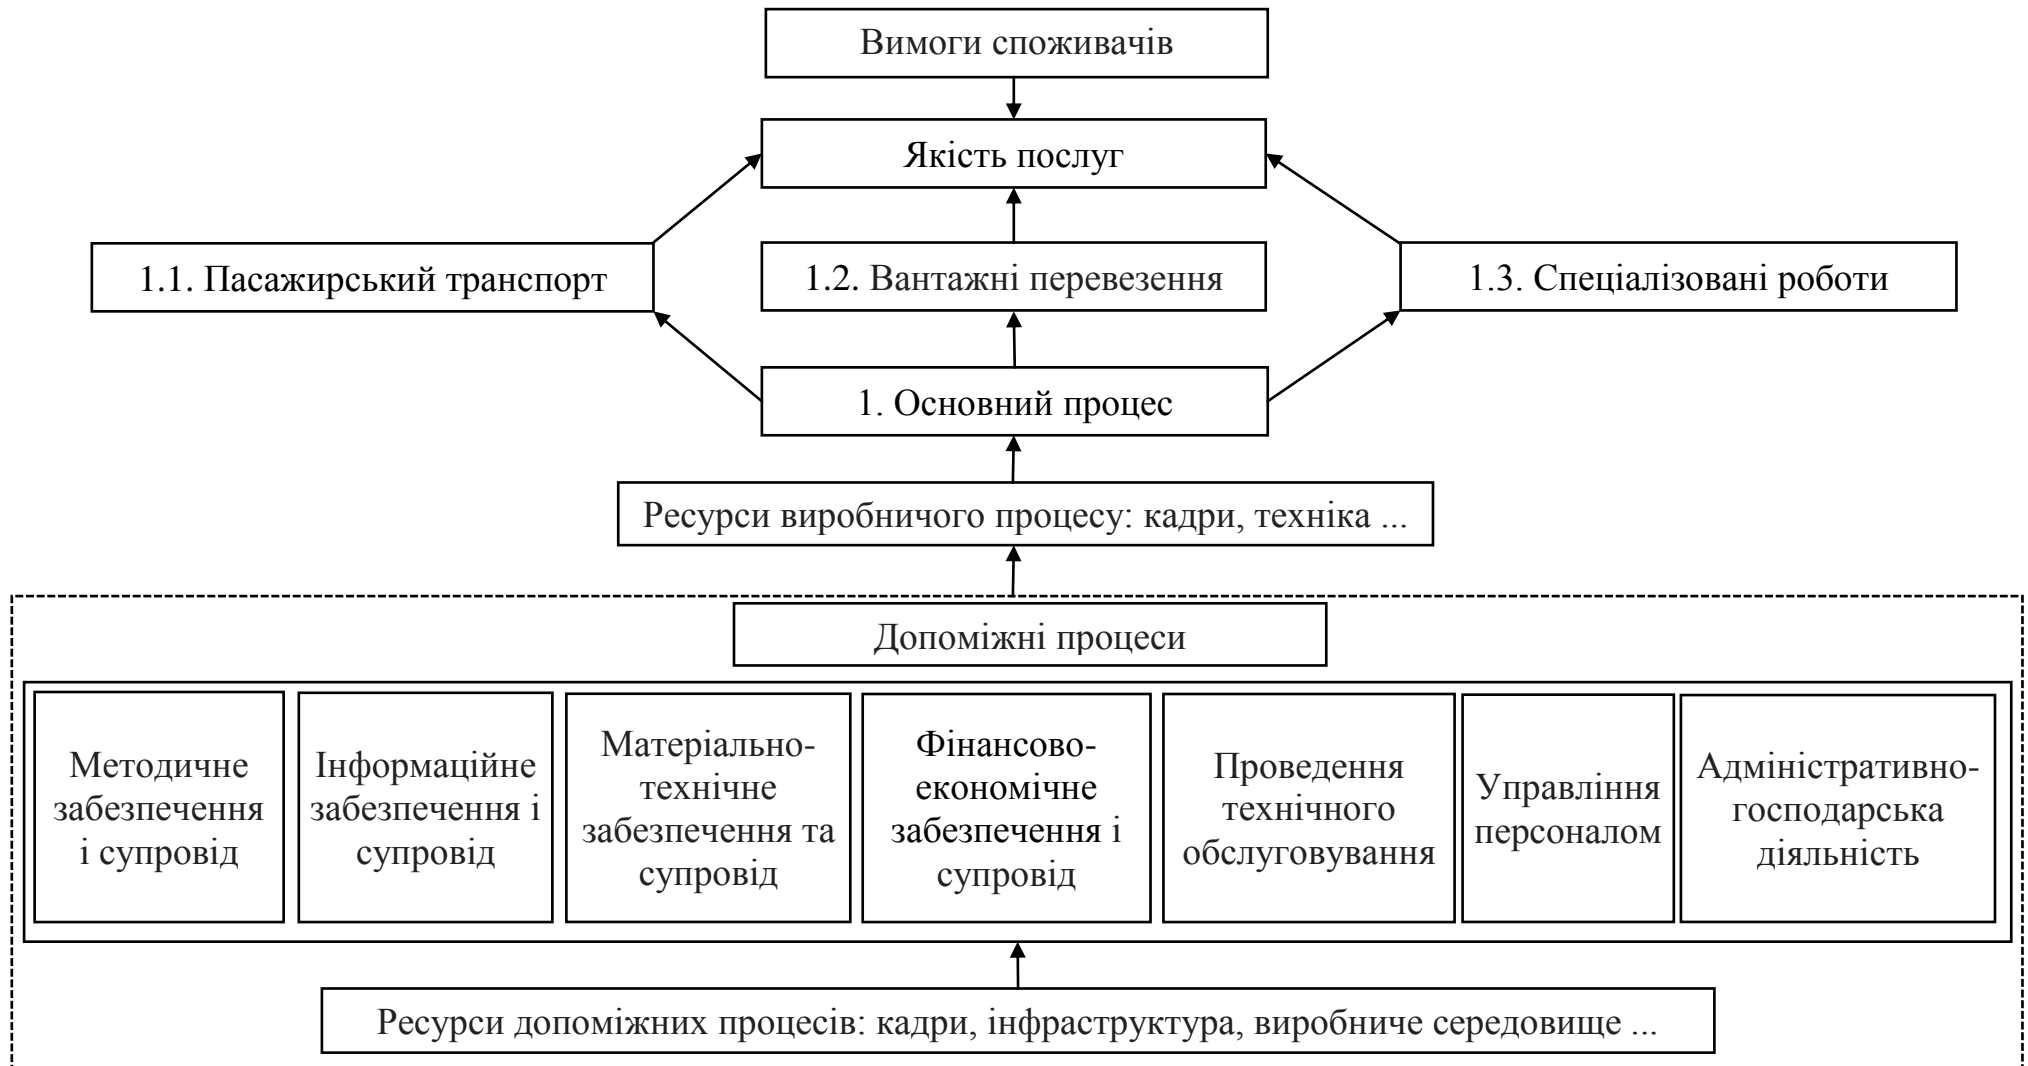 Вимоги споживачів
Якість послуг
1.1. Пасажирський транспорт
1.2. Вантажні перевезення
1.3. Спеціалізовані роботи
1. Основний процес
Ресурси виробничого процесу: кадри, техніка ...
Допоміжні процеси
Методичне
забезпечення
і супровід
Інформаційне
забезпечення і
супровід
Матеріально-
технічне
забезпечення та
супровід
Фінансово-
економічне
забезпечення і
супровід
Проведення
технічного
обслуговування
Управління
персоналом
Адміністративно-
господарська
діяльність
Ресурси допоміжних процесів: кадри, інфраструктура, виробниче середовище ...